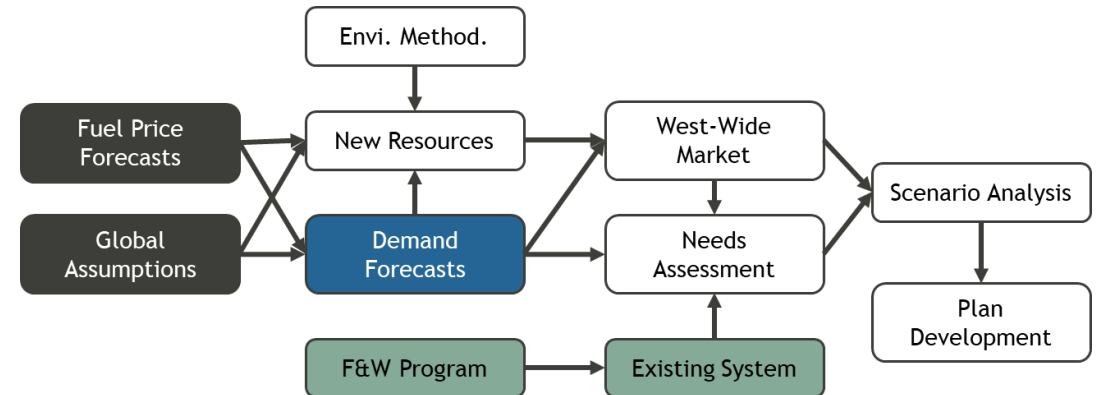 Envi. Method.
Fuel Price
Forecasts
New Resources
West-Wide
Market
Scenario Analysis
Global
Assumptions
Demand
Forecasts
Needs
Assessment
Plan
Development
F&W Program
Existing System